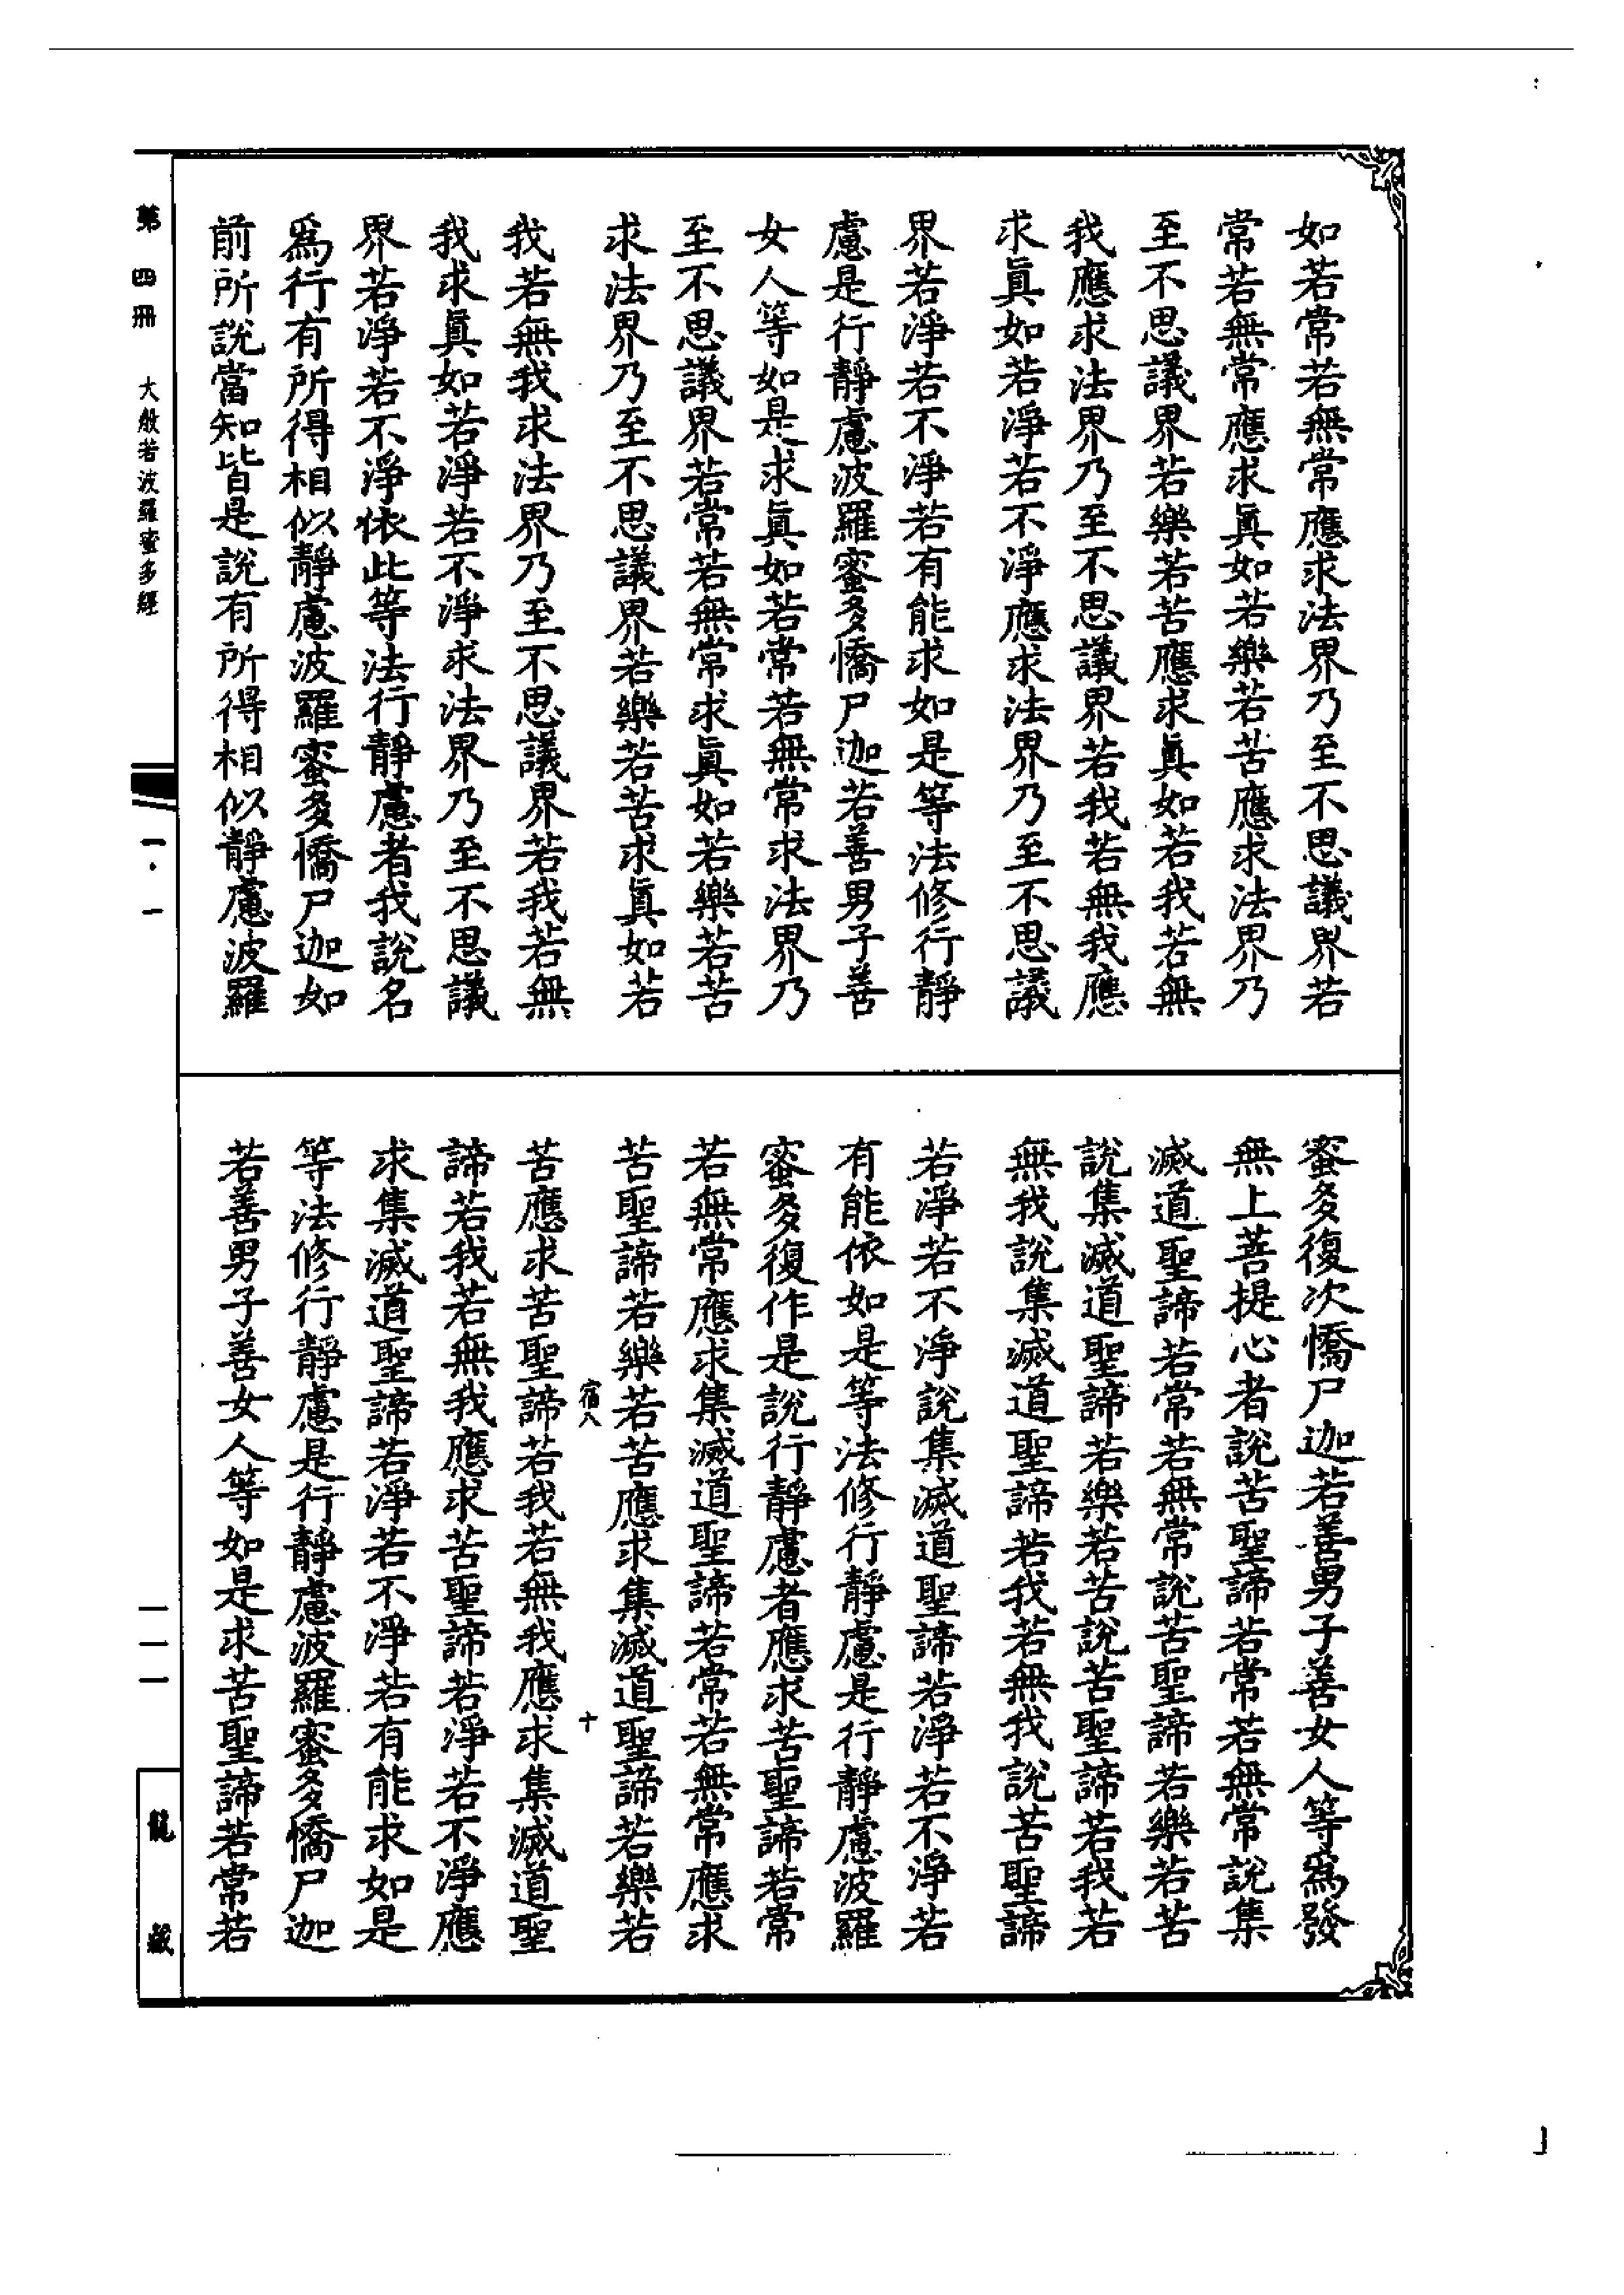 如若常若無常應求法界乃至不思議界若
常若無常應求眞如若樂若苦應求法界乃
至不思議界若樂若苦應求眞如若我若無
我應求法界乃至不思議界若我若無我應
求眞如若淨若不淨應求法界乃至不思議
界若淨若不淨若有能求如是等法修行靜
慮是行靜慮波羅蜜多憍尸迦若善男子善
女人等如是求眞如若常若無常求法界乃
至不思議界若常若無常求眞如若樂若苦
求法界乃至不思議界若樂若苦求眞如若
我若無我求法界乃至不思議界若我若無
我求眞如若淨若不淨求法界乃至不思議
界若淨若不淨依此等法行靜慮者我說名
爲行有所得相似靜慮波羅蜜多憍尸迦如
前所說當知皆是說有所得相似靜慮波羅
蜜多復次憍尸迦若善男子善女人等爲發
無上菩提心者說苦聖諦若常若無常說集
滅道聖諦若常若無常說苦聖諦若樂若苦
說集滅道聖諦若樂若苦說苦聖諦若我若
無我說集滅道聖諦若我若無我說苦聖諦
若淨若不淨說集滅道聖諦若淨若不淨若
有能依如是等法修行靜慮是行靜慮波羅
蜜多復作是說行靜慮者應求苦聖諦若常
若無常應求集滅道聖諦若常若無常應求
苦聖諦若樂若苦應求集滅道聖諦若樂若
宿八
十
苦應求苦聖諦若我若無我應求集滅道聖
諦若我若無我應求苦聖諦若淨若不淨應
求集滅道聖諦若淨若不淨若有能求如是
等法修行靜慮是行靜慮波羅蜜多憍尸迦
若善男子善女人等如是求苦聖諦若常若
第四冊 大般若波羅蜜多經
一·一
一一一
龍藏